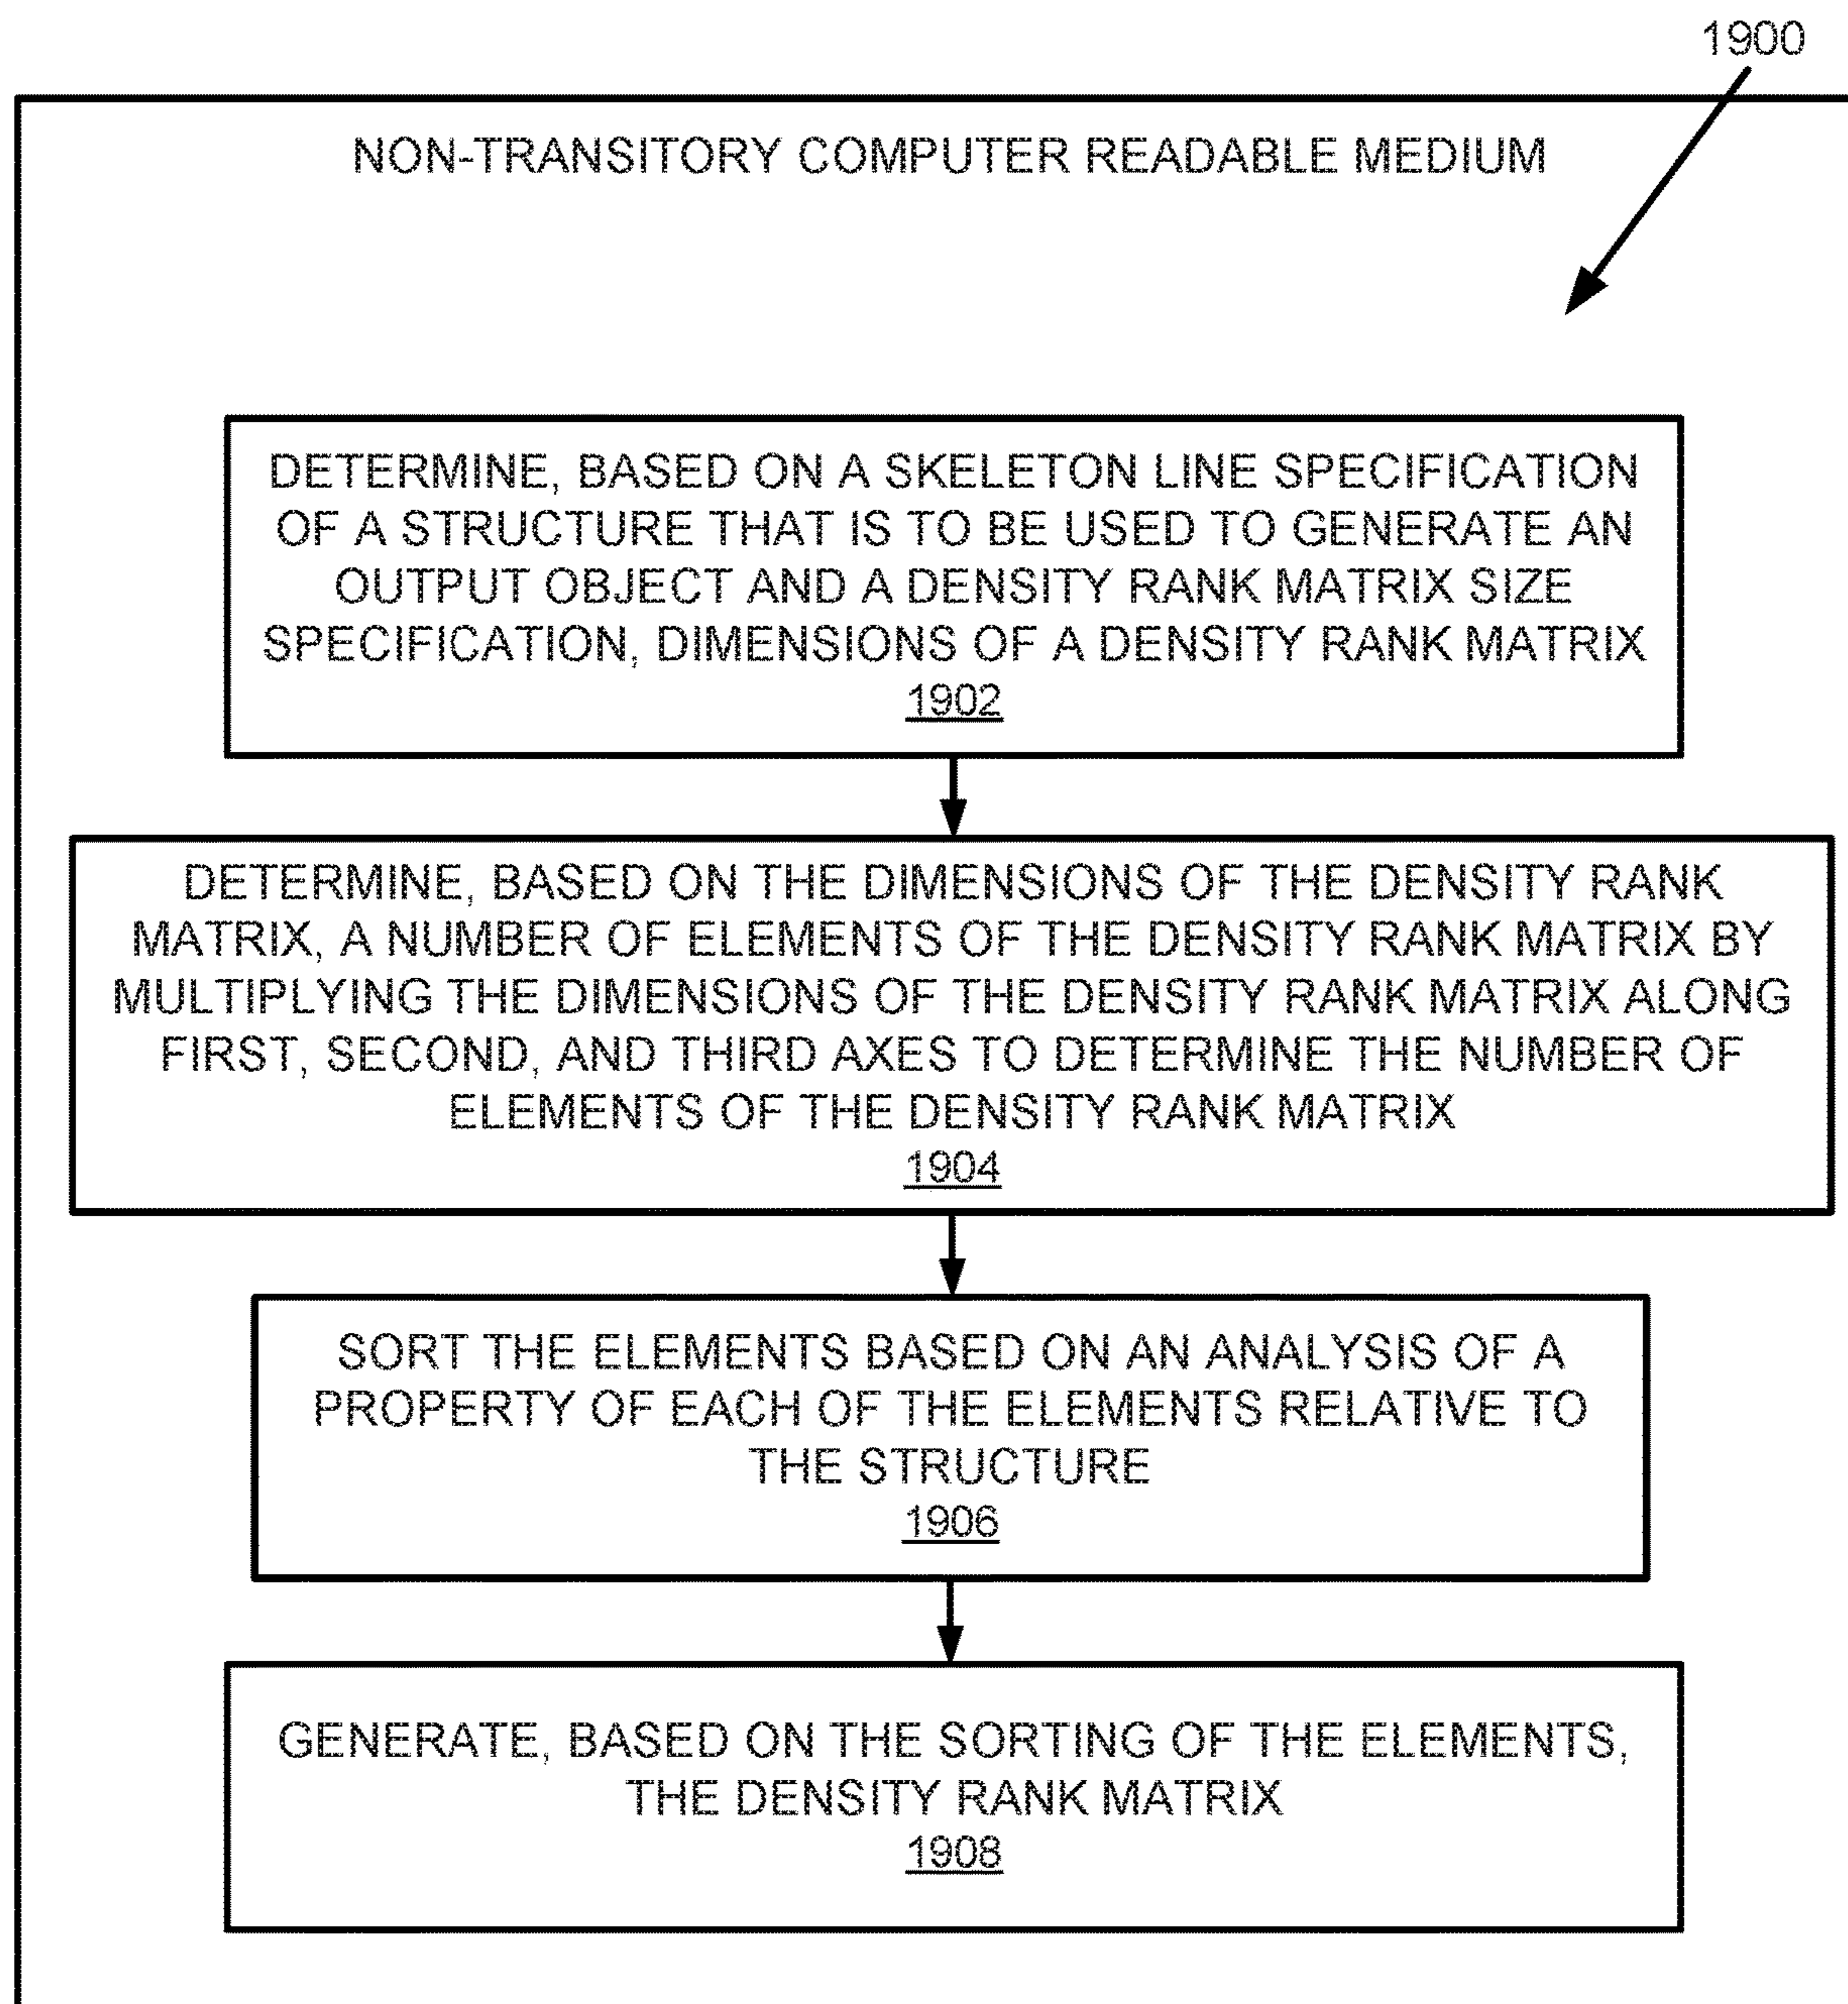 1900
NON-TRANSITORY COMPUTER READABLE MEDIUM
DETERMINE, BASED ON A SKELETON LINE SPECIFICATION
OF A STRUCTURE THAT IS TO BE USED TO GENERATE AN
OUTPUT OBJECT AND A DENSITY RANK MATRIX SIZE
SPECIFICATION, DIMENSIONS OF A DENSITY RANK MATRIX
1902
DETERMINE, BASED ON THE DIMENSIONS OF THE DENSITY RANK
MATRIX, A NUMBER OF ELEMENTS OF THE DENSITY RANK MATRIX BY
MULTIPLYING THE DIMENSIONS OF THE DENSITY RANK MATRIX ALONG
FIRST, SECOND, AND THIRD AXES TO DETERMINE THE NUMBER OF
ELEMENTS OF THE DENSITY RANK MATRIX
1904
SORT THE ELEMENTS BASED ON AN ANALYSIS OF A
PROPERTY OF EACH OF THE ELEMENTS RELATIVE TO
THE STRUCTURE
1906
GENERATE, BASED ON THE SORTING OF THE ELEMENTS,
THE DENSITY RANK MATRIX
1908